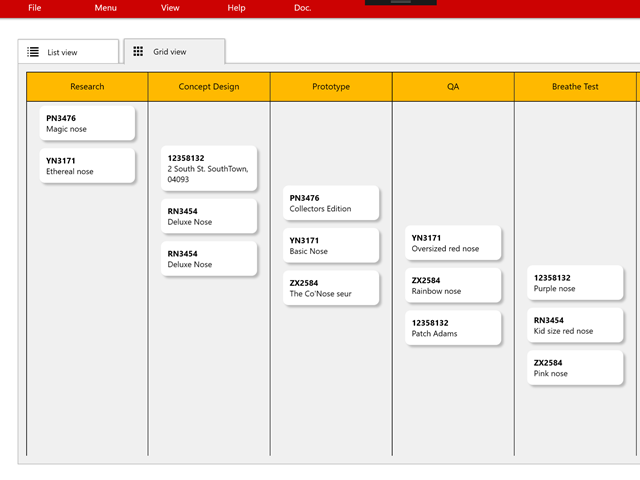 File Menu View Help Doc.
List view Grid view
Research Concept Design Prototype QA Breathe Test
PN3476
Magic nose
YN3171
Ethereal nose
12358132
2 South St. SouthTown,
04093
RN3454
Deluxe Nose
RN3454
Deluxe Nose
PN3476
Collectors Edition
YN3171
Basic Nose
ZX2584
The Co'Nose seur
YN3171
Oversized red nose
ZX2584
Rainbow nose
12358132
Patch Adams
12358132
Purple nose
RN3454
Kid size red nose
ZX2584
Pink nose